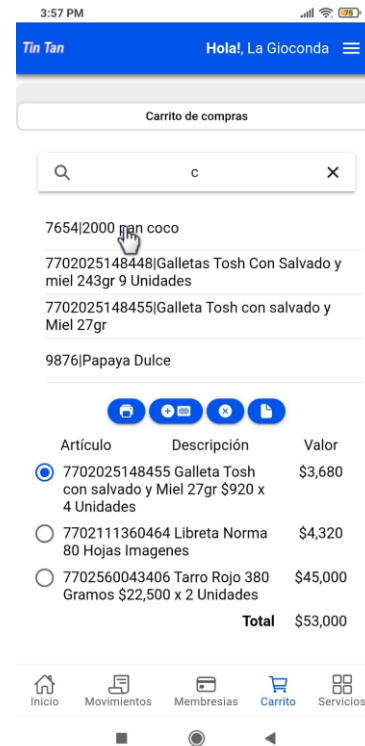 3:57 PM
75
Tin Tan
Hola!, La Gioconda
Carrito de compras
c
7654|2000 pan coco
7702025148448|Galletas Tosh Con Salvado y
miel 243gr 9 Unidades
7702025148455|Galleta Tosh con salvado y
Miel 27gr
9876|Papaya Dulce
Artículo Descripción Valor
7702025148455 Galleta Tosh $3,680
con salvado y Miel 27gr $920 x
4 Unidades
7702111360464 Libreta Norma $4,320
80 Hojas Imagenes
7702560043406 Tarro Rojo 380 $45,000
Gramos $22,500 x 2 Unidades
Total $53,000
Inicio Movimientos Membresias Carrito Servicios